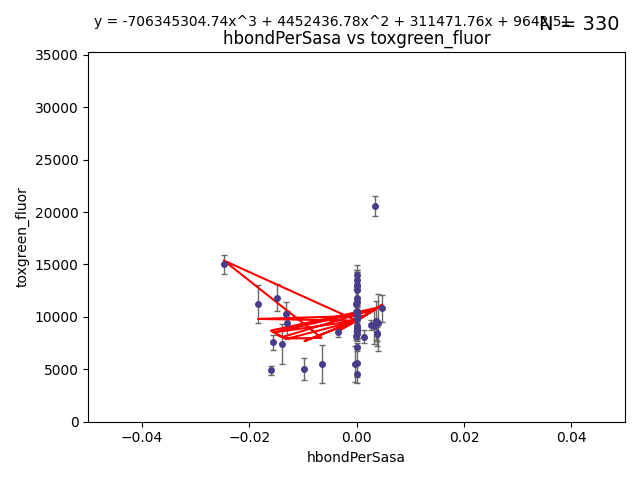 y = -706345304.74x^3 + 4452436.78x^2 + 311471.76x + 9642.51
N = 330
hbondPerSasa vs toxgreen_fluor
35000
30000
25000
20000
15000
10000
5000
0
toxgreen_fluor
−0.04 −0.02 0.00 0.02 0.04
hbondPerSasa